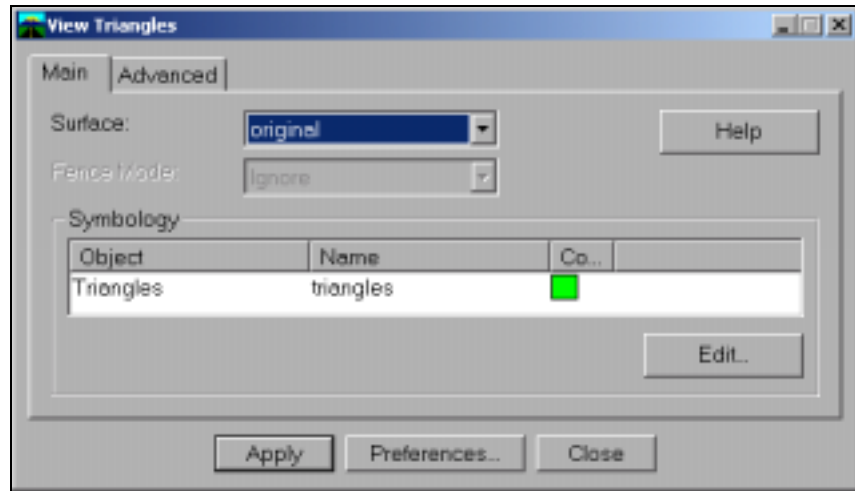 View Triangles
Main Advanced
Surface: original Help
Fence Mode: Ignore
Symbology
Object Name Co...
Triangles triangles
Edit...
Apply Preferences... Close